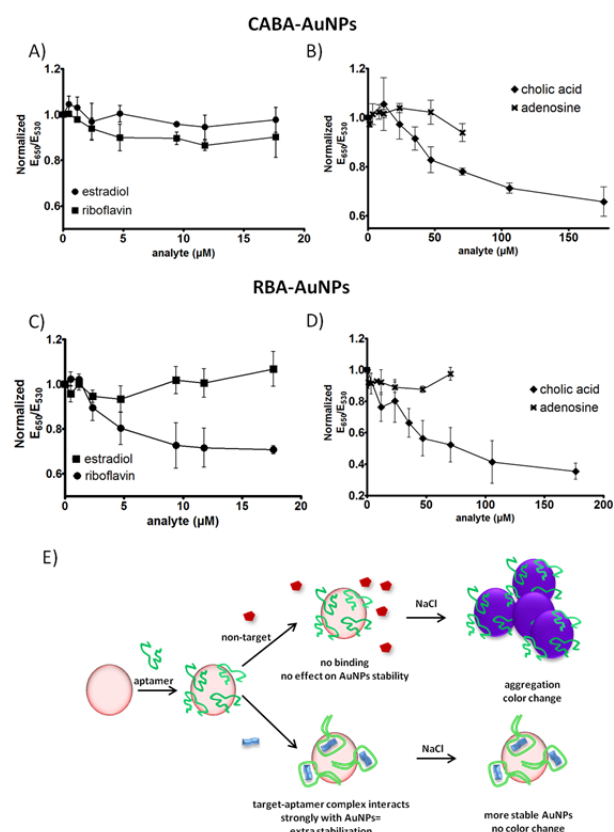 CABA-AuNPs
A)
B)
1.2
1.0
0.8
0.6
Normalized
E650/E530
estradiol
riboflavin
0 5 10 15 20
analyte (µM)
1.2
1.0
0.8
0.6
Normalized
E650/E530
cholic acid
adenosine
0 50 100 150
analyte (µM)
RBA-AuNPs
C)
D)
1.2
1.0
0.8
0.6
Normalized
E650/E530
estradiol
riboflavin
0 5 10 15 20
analyte (µM)
1.2
1.0
0.8
0.6
0.4
0.2
Normalized
E650/E530
cholic acid
adenosine
0 50 100 150 200
analyte (µM)
E)
aptamer
non-target
no binding
no effect on AuNPs stability
NaCl
aggregation
color change
target-aptamer complex interacts
strongly with AuNPs=
extra stabilization
NaCl
more stable AuNPs
no color change